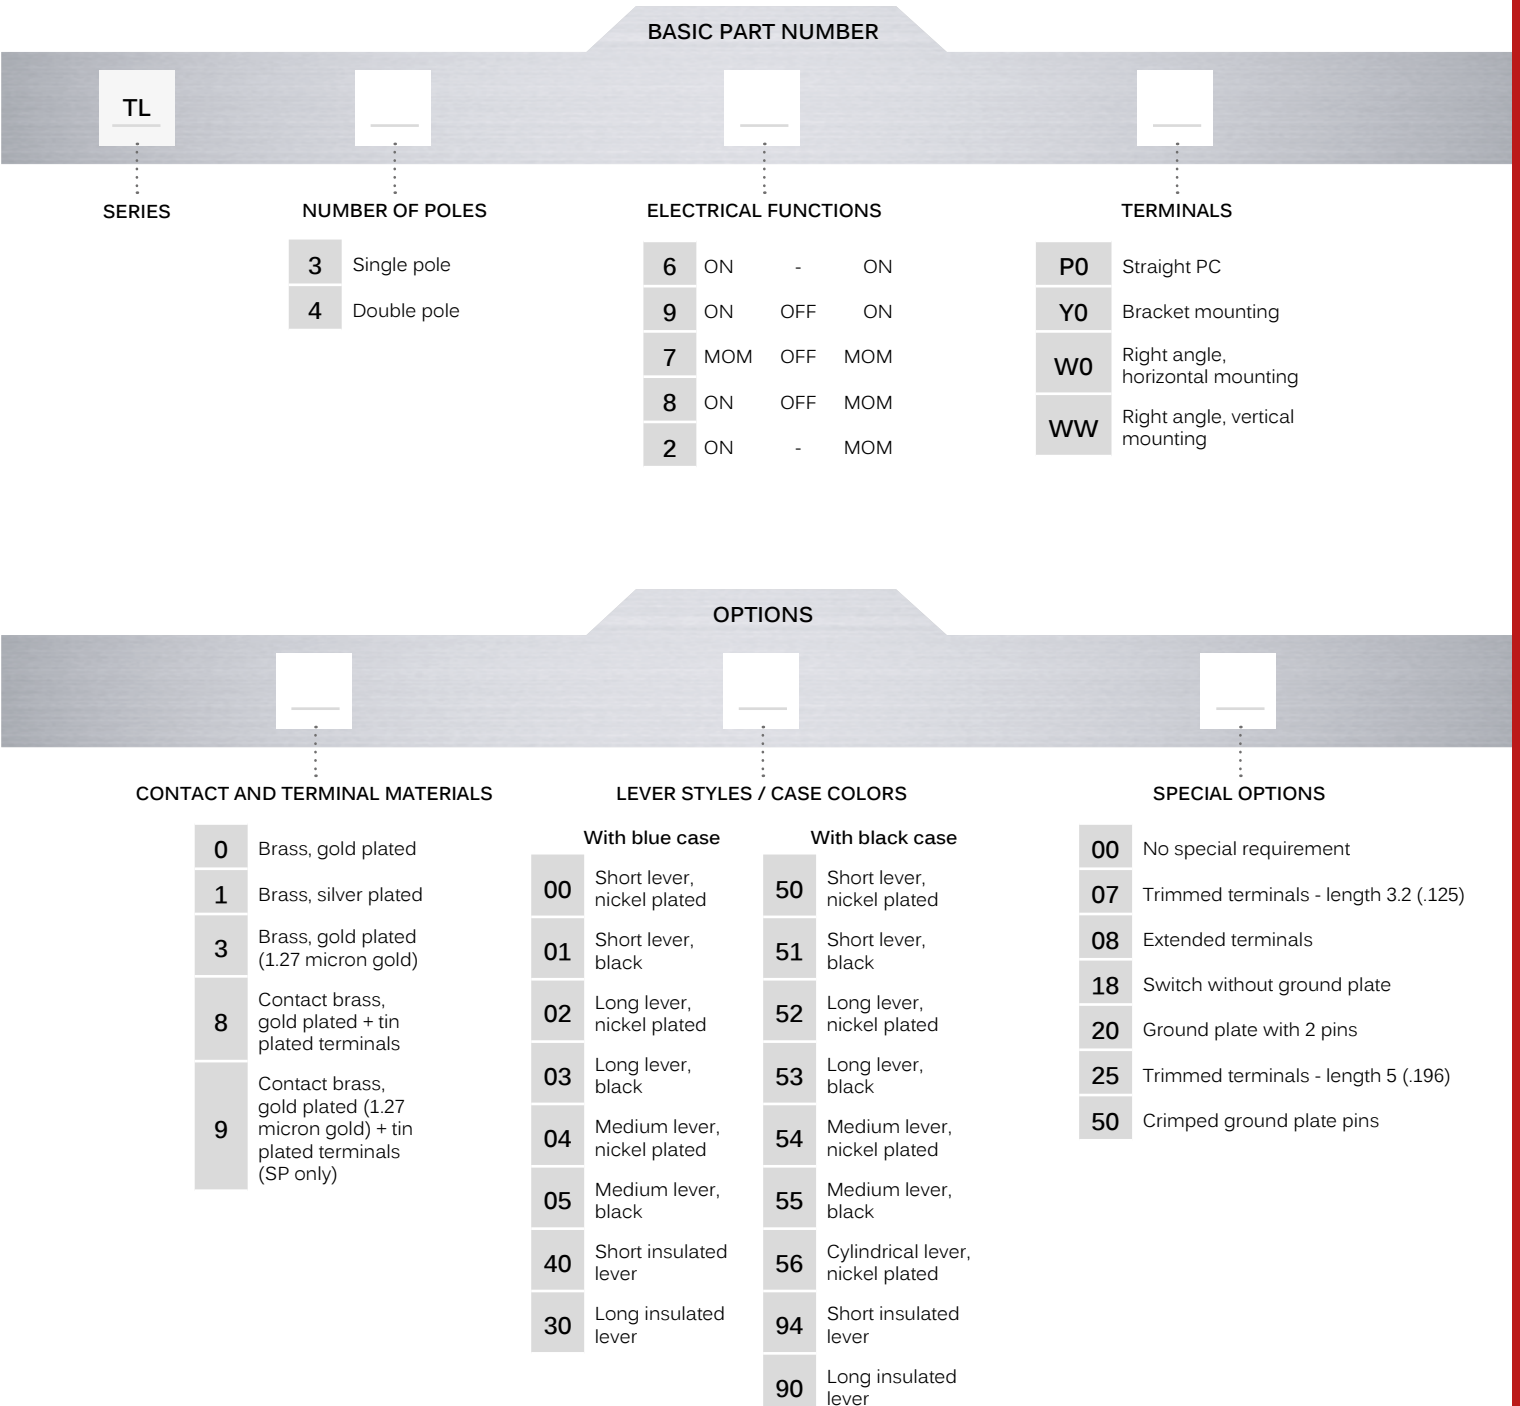 BASIC PART NUMBER
TL
SERIES
NUMBER OF POLES
3 Single pole
4 Double pole
ELECTRICAL FUNCTIONS
6 ON - ON
9 ON OFF ON
7 MOM OFF MOM
8 ON OFF MOM
2 ON - MOM
TERMINALS
P0 Straight PC
Y0 Bracket mounting
W0 Right angle,
horizontal mounting
WW Right angle, vertical
mounting
OPTIONS
CONTACT AND TERMINAL MATERIALS
0 Brass, gold plated
1 Brass, silver plated
3 Brass, gold plated
(1.27 micron gold)
8 Contact brass,
gold plated + tin
plated terminals
9 Contact brass,
gold plated (1.27
micron gold) + tin
plated terminals
(SP only)
LEVER STYLES / CASE COLORS
With blue case
00 Short lever,
nickel plated
01 Short lever,
black
02 Long lever,
nickel plated
03 Long lever,
black
04 Medium lever,
nickel plated
05 Medium lever,
black
40 Short insulated
lever
30 Long insulated
lever
With black case
50 Short lever,
nickel plated
51 Short lever,
black
52 Long lever,
nickel plated
53 Long lever,
black
54 Medium lever,
nickel plated
55 Medium lever,
black
56 Cylindrical lever,
nickel plated
94 Short insulated
lever
90 Long insulated
lever
SPECIAL OPTIONS
00 No special requirement
07 Trimmed terminals - length 3.2 (.125)
08 Extended terminals
18 Switch without ground plate
20 Ground plate with 2 pins
25 Trimmed terminals - length 5 (.196)
50 Crimped ground plate pins